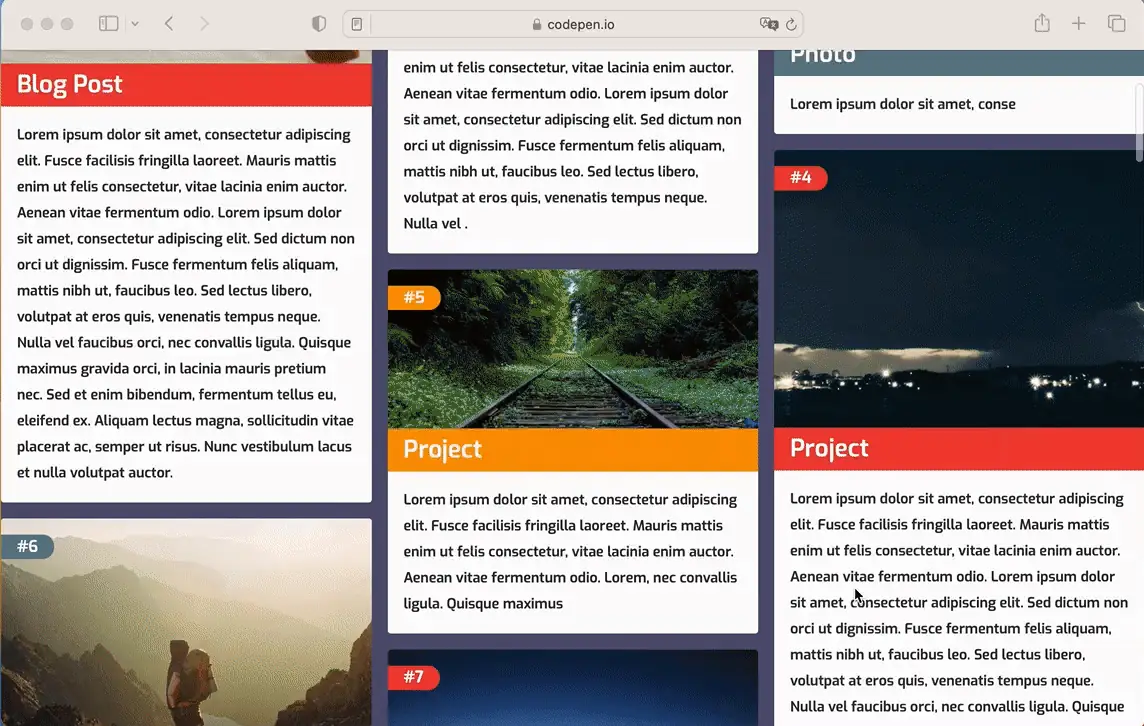 codepen.io
Blog Post
Lorem ipsum dolor sit amet, consectetur adipiscing
elit. Fusce facilisis fringilla laoreet. Mauris mattis
enim ut felis consectetur, vitae lacinia enim auctor.
Aenean vitae fermentum odio. Lorem ipsum dolor
sit amet, consectetur adipiscing elit. Sed dictum non
orci ut dignissim. Fusce fermentum felis aliquam,
mattis nibh ut, faucibus leo. Sed lectus libero,
volutpat at eros quis, venenatis tempus neque.
Nulla vel faucibus orci, nec convallis ligula. Quisque
maximus gravida orci, in lacinia mauris pretium
nec. Sed et enim bibendum, fermentum tellus eu,
eleifend ex. Aliquam lectus magna, sollicitudin vitae
placerat ac, semper ut risus. Nunc vestibulum lacus
et nulla volutpat auctor.
#6
enim ut felis consectetur, vitae lacinia enim auctor.
Aenean vitae fermentum odio. Lorem ipsum dolor
sit amet, consectetur adipiscing elit. Sed dictum non
orci ut dignissim. Fusce fermentum felis aliquam,
mattis nibh ut, faucibus leo. Sed lectus libero,
volutpat at eros quis, venenatis tempus neque.
Nulla vel .
#5
Project
Lorem ipsum dolor sit amet, consectetur adipiscing
elit. Fusce facilisis fringilla laoreet. Mauris mattis
enim ut felis consectetur, vitae lacinia enim auctor.
Aenean vitae fermentum odio. Lorem, nec convallis
ligula. Quisque maximus
#7
Photo
Lorem ipsum dolor sit amet, conse
#4
Project
Lorem ipsum dolor sit amet, consectetur adipiscing
elit. Fusce facilisis fringilla laoreet. Mauris mattis
enim ut felis consectetur, vitae lacinia enim auctor.
Aenean vitae fermentum odio. Lorem ipsum dolor
sit amet, consectetur adipiscing elit. Sed dictum non
orci ut dignissim. Fusce fermentum felis aliquam,
mattis nibh ut, faucibus leo. Sed lectus libero,
volutpat at eros quis, venenatis tempus neque.
Nulla vel faucibus orci, nec convallis ligula. Quisque